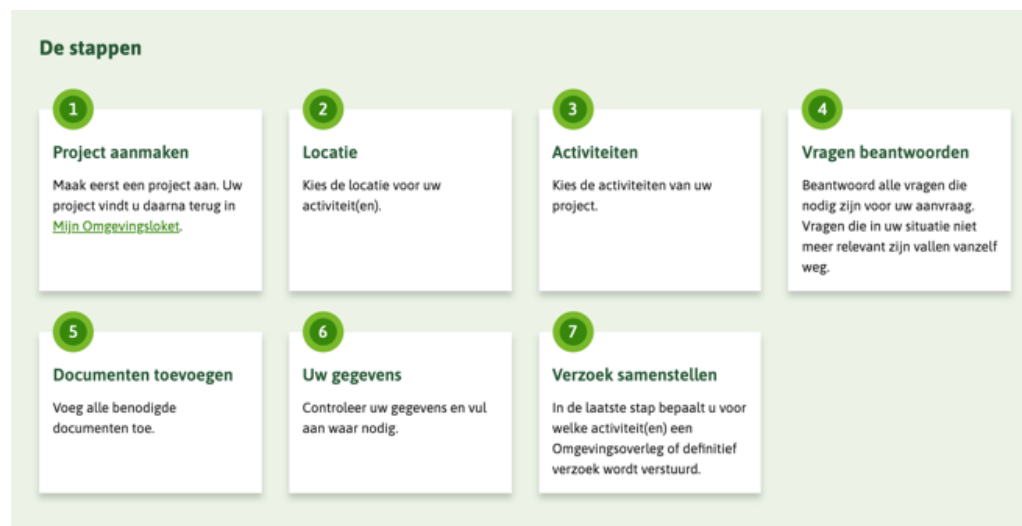 De stappen
1
Project aanmaken
Maak eerst een project aan. Uw
project vindt u daarna terug in
Mijn Omgevingsloket.
2
Locatie
Kies de locatie voor uw
activiteit(en).
3
Activiteiten
Kies de activiteiten van uw
project.
4
Vragen beantwoorden
Beantwoord alle vragen die
nodig zijn voor uw aanvraag.
Vragen die in uw situatie niet
meer relevant zijn vallen vanzelf
weg.
5
Documenten toevoegen
Voeg alle benodigde
documenten toe.
6
Uw gegevens
Controleer uw gegevens en vul
aan waar nodig.
7
Verzoek samenstellen
In de laatste stap bepaalt u voor
welke activiteit(en) een
Omgevingsoverleg of definitief
verzoek wordt verstuurd.